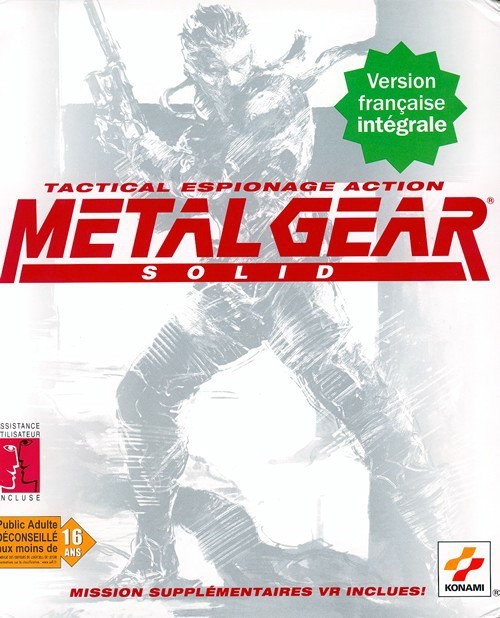 Version
française
intégrale
TACTICAL ESPIONAGE ACTION
METAL GEAR®
SOLID
ASSISTANCE
UTILISATEUR
INCLUSE
Public Adulte
DÉCONSEILLÉ
aux moins de
16
ANS
MISSION SUPPLÉMENTAIRES VR INCLUES!
KONAMI®